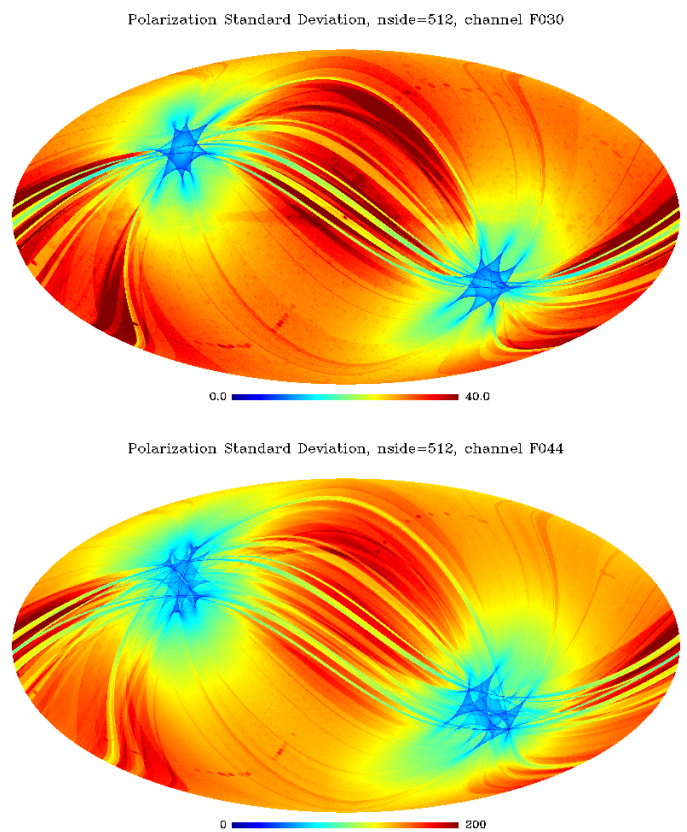 Polarization Standard Deviation, nside=512, channel F030
0.0 40.0
Polarization Standard Deviation, nside=512, channel F044
0 200